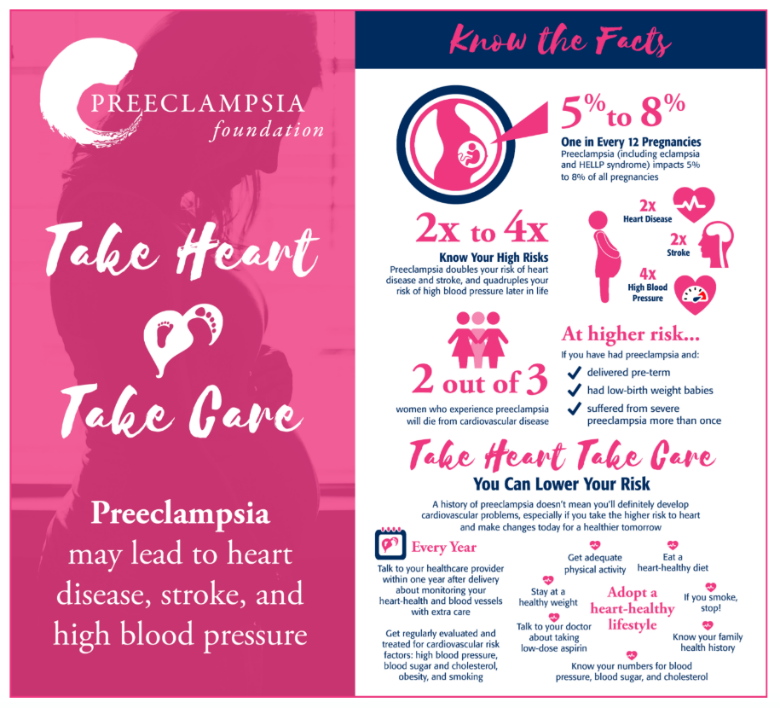 PREECLAMPSIA
foundation
Take Heart
Take Care
Preeclampsia
may lead to heart
disease, stroke, and
high blood pressure
Know the Facts
5% to 8%
One in Every 12 Pregnancies
Preeclampsia (including eclampsia
and HELLP syndrome) impacts 5%
to 8% of all pregnancies
2x to 4x
Know Your High Risks
Preeclampsia doubles your risk of heart
disease and stroke, and quadruples your
risk of high blood pressure later in life
2x
Heart Disease
2x
Stroke
4x
High Blood
Pressure
2 out of 3
women who experience preeclampsia
will die from cardiovascular disease
At higher risk...
If you have had preeclampsia and:
delivered pre-term
had low-birth weight babies
suffered from severe
preeclampsia more than once
Take Heart Take Care
You Can Lower Your Risk
A history of preeclampsia doesn't mean you'll definitely develop
cardiovascular problems, especially if you take the higher risk to heart
and make changes today for a healthier tomorrow
Every Year
Talk to your healthcare provider
within one year after delivery
about monitoring your
heart-health and blood vessels
with extra care
Get regularly evaluated and
treated for cardiovascular risk
factors: high blood pressure,
blood sugar and cholesterol,
obesity, and smoking
Adopt a
heart-healthy
lifestyle
Get adequate
physical activity
Eat a
heart-healthy diet
Stay at a
healthy weight
If you smoke,
stop!
Talk to your doctor
about taking
low-dose aspirin
Know your family
health history
Know your numbers for blood
pressure, blood sugar, and cholesterol